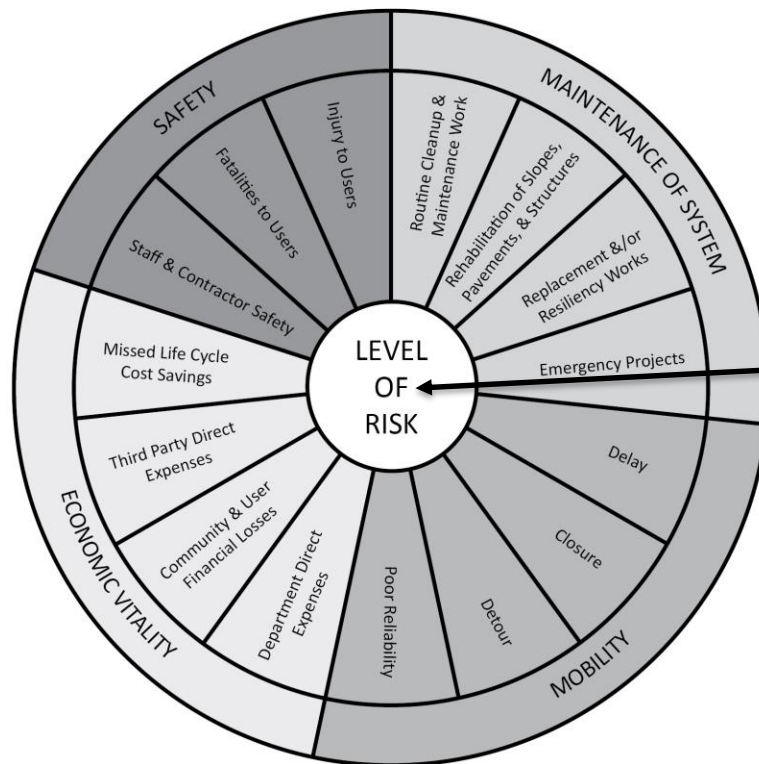 SAFETY
Injury to Users
Fatalities to Users
Staff & Contractor Safety
MAINTENANCE OF SYSTEM
Routine Cleanup &
Maintenance Work
Rehabilitation of Slopes,
Pavements, & Structures
Replacement &/or
Resiliency Works
Emergency Projects
LEVEL
OF
RISK
MOBILITY
Delay
Closure
Detour
Poor Reliability
ECONOMIC VITALITY
Department Direct
Expenses
Community & User
Financial Losses
Third Party Direct
Expenses
Missed Life Cycle
Cost Savings